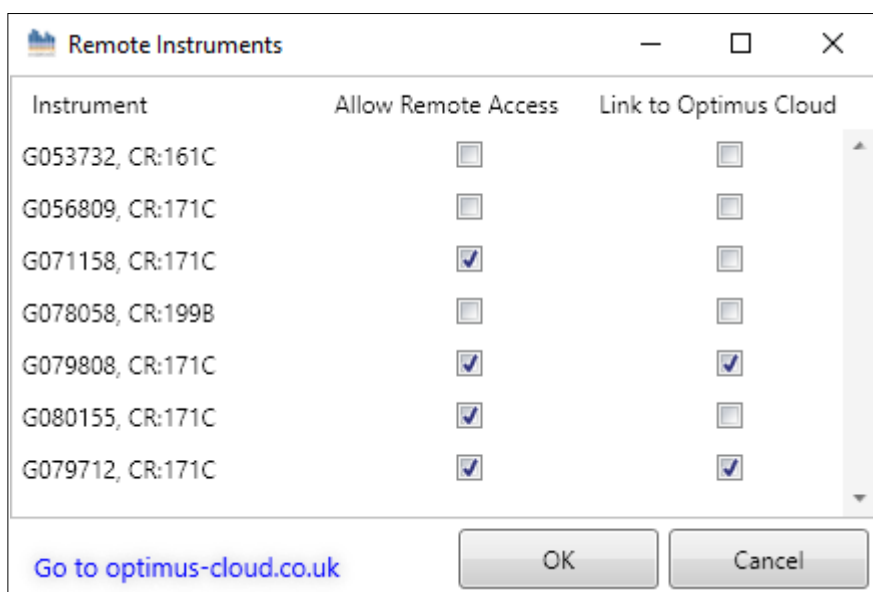 Remote Instruments
Instrument Allow Remote Access Link to Optimus Cloud
G053732, CR:161C
G056809, CR:171C
G071158, CR:171C
G078058, CR:199B
G079808, CR:171C
G080155, CR:171C
G079712, CR:171C
Go to optimus-cloud.co.uk OK Cancel